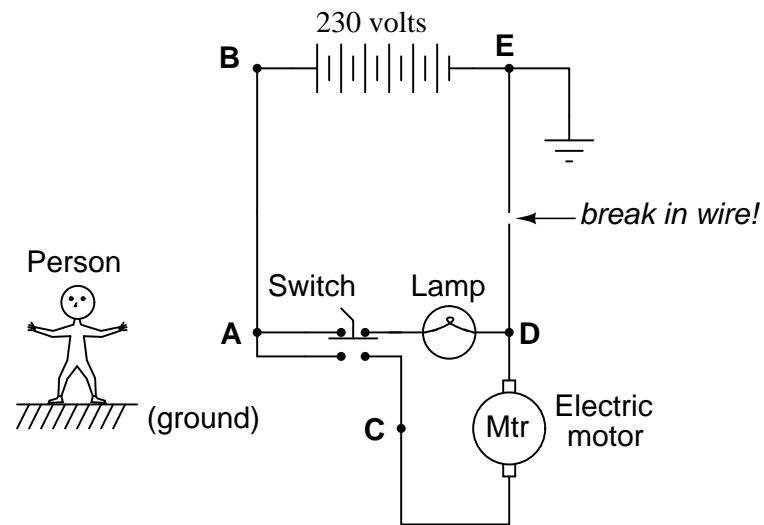 230 volts
B
E
break in wire!
Person
Switch
Lamp
A
D
(ground)
C
Mtr
Electric
motor